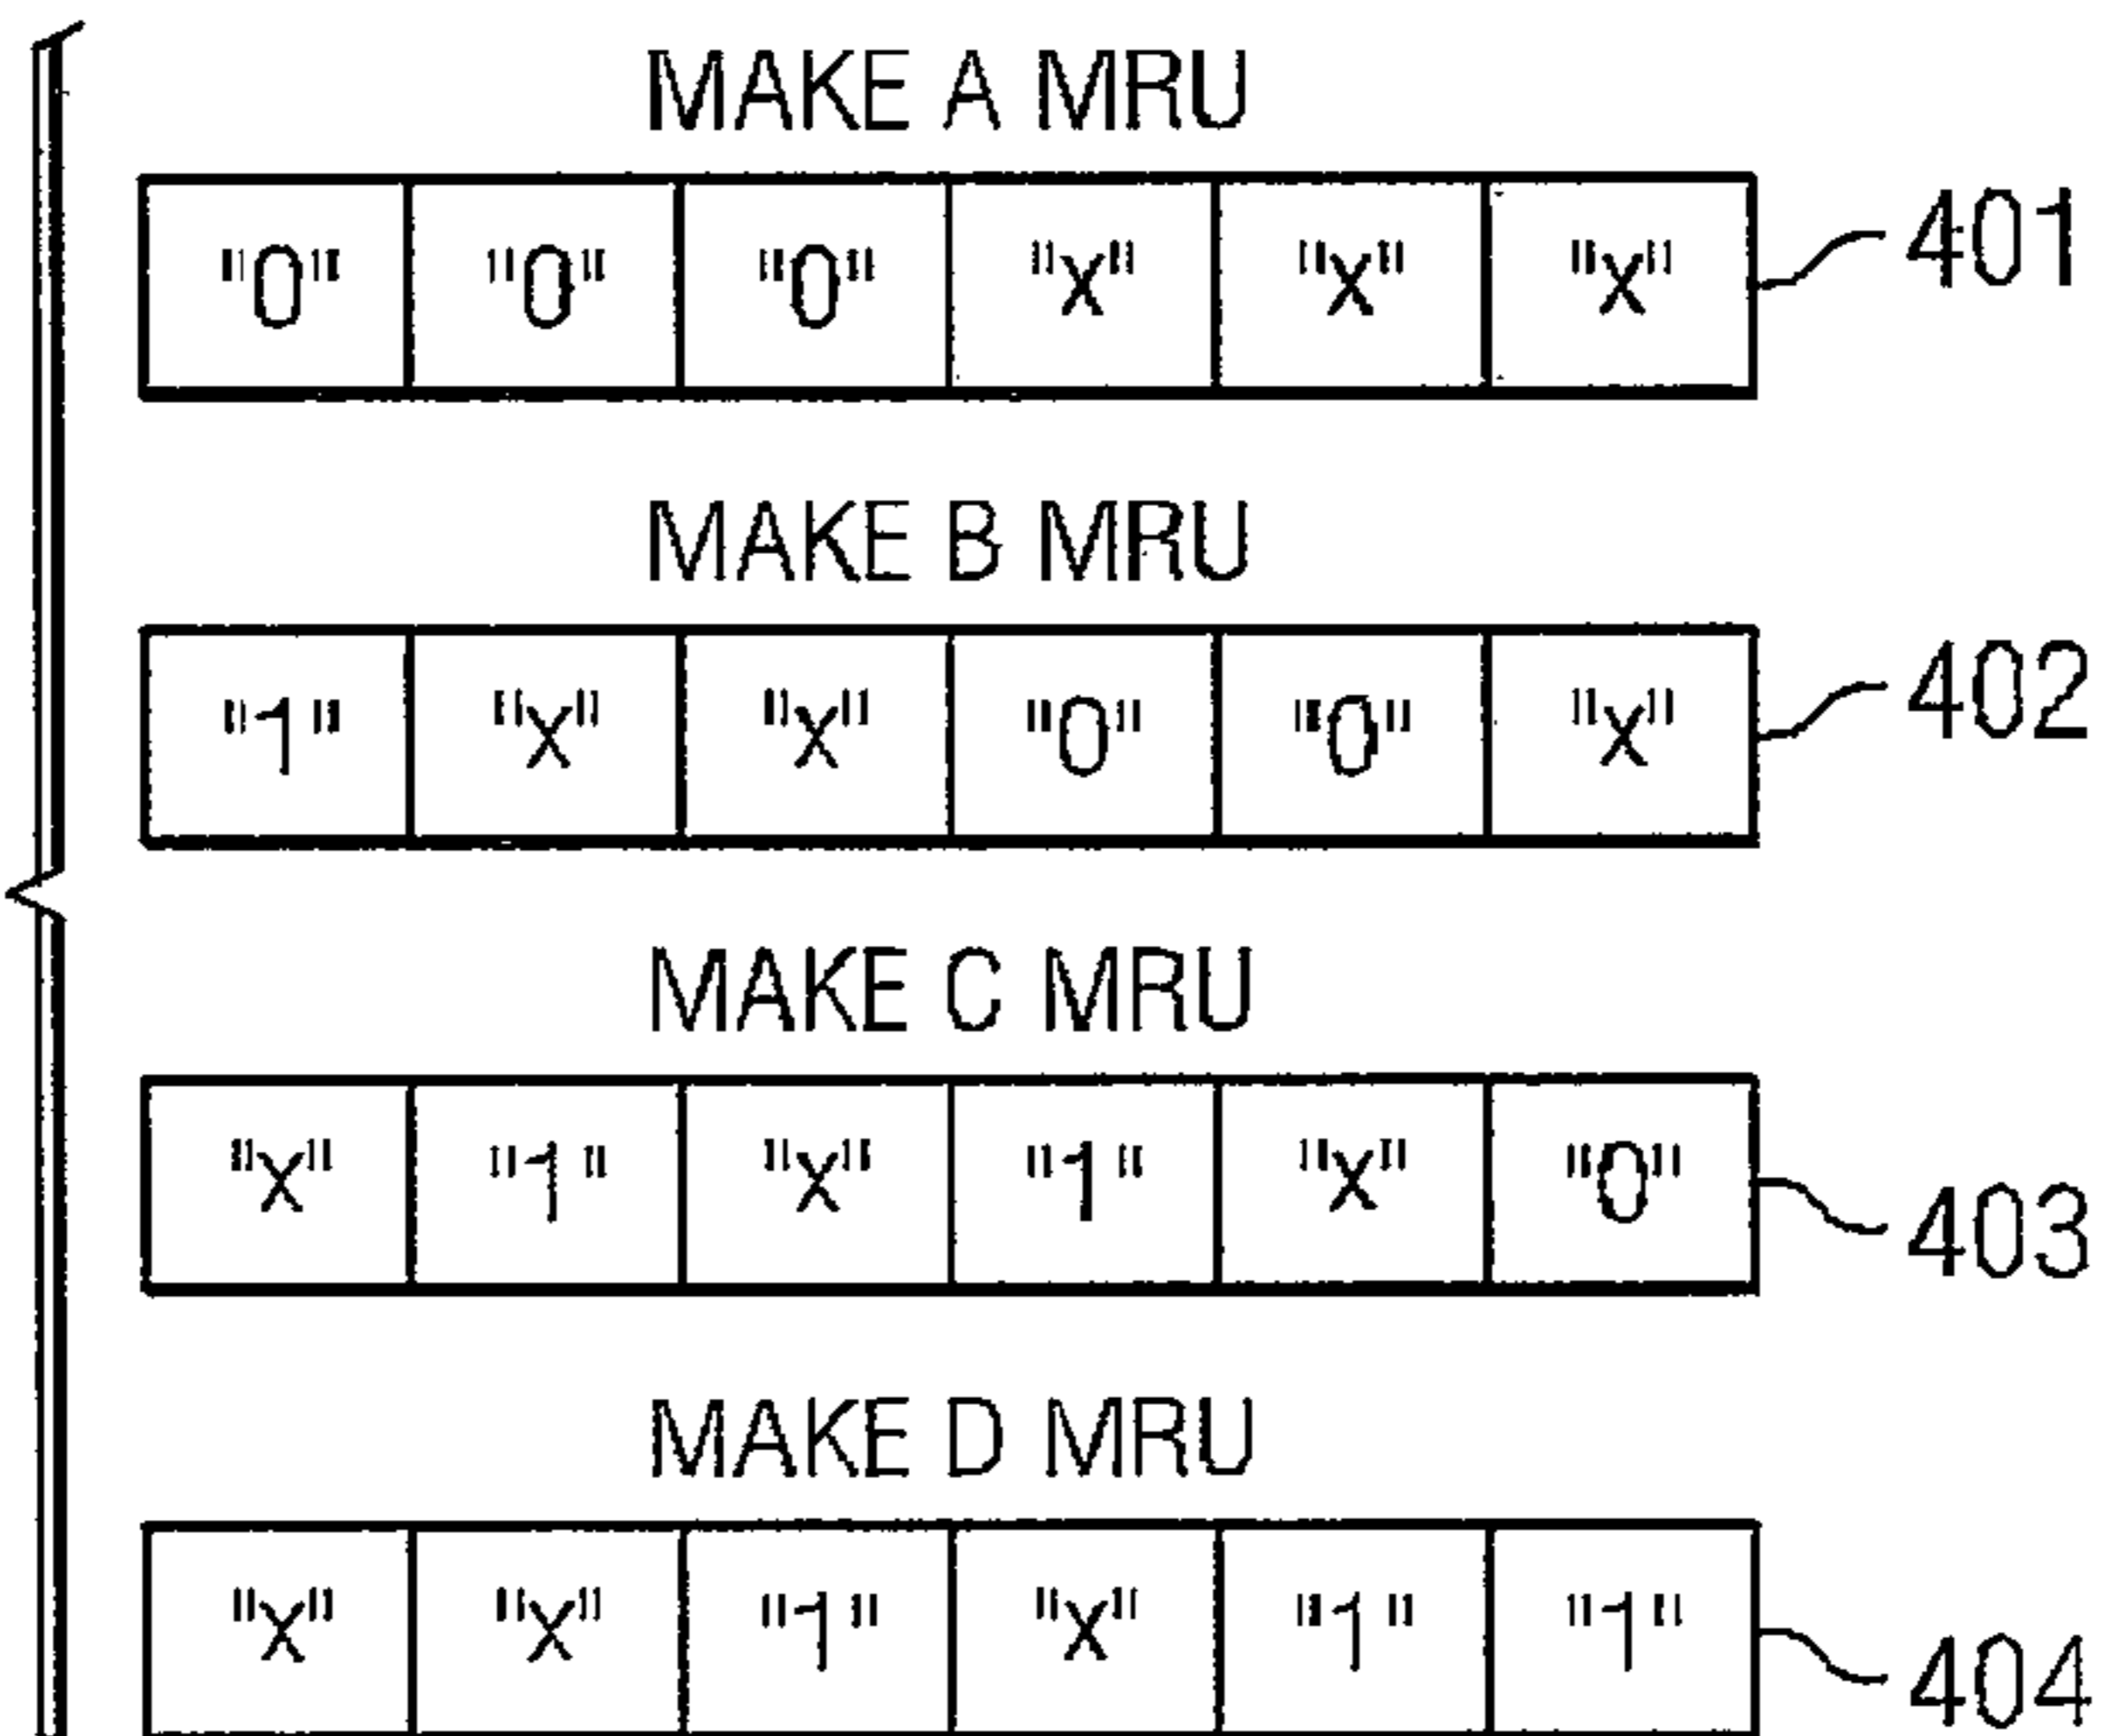 MAKE A MRU
"0" "0" "0" "x" "x" "x" 401
MAKE B MRU
"1" "x" "x" "0" "0" "x" 402
MAKE C MRU
"x" "1" "x" "1" "x" "0" 403
MAKE D MRU
"x" "x" "1" "x" "1" "1" 404